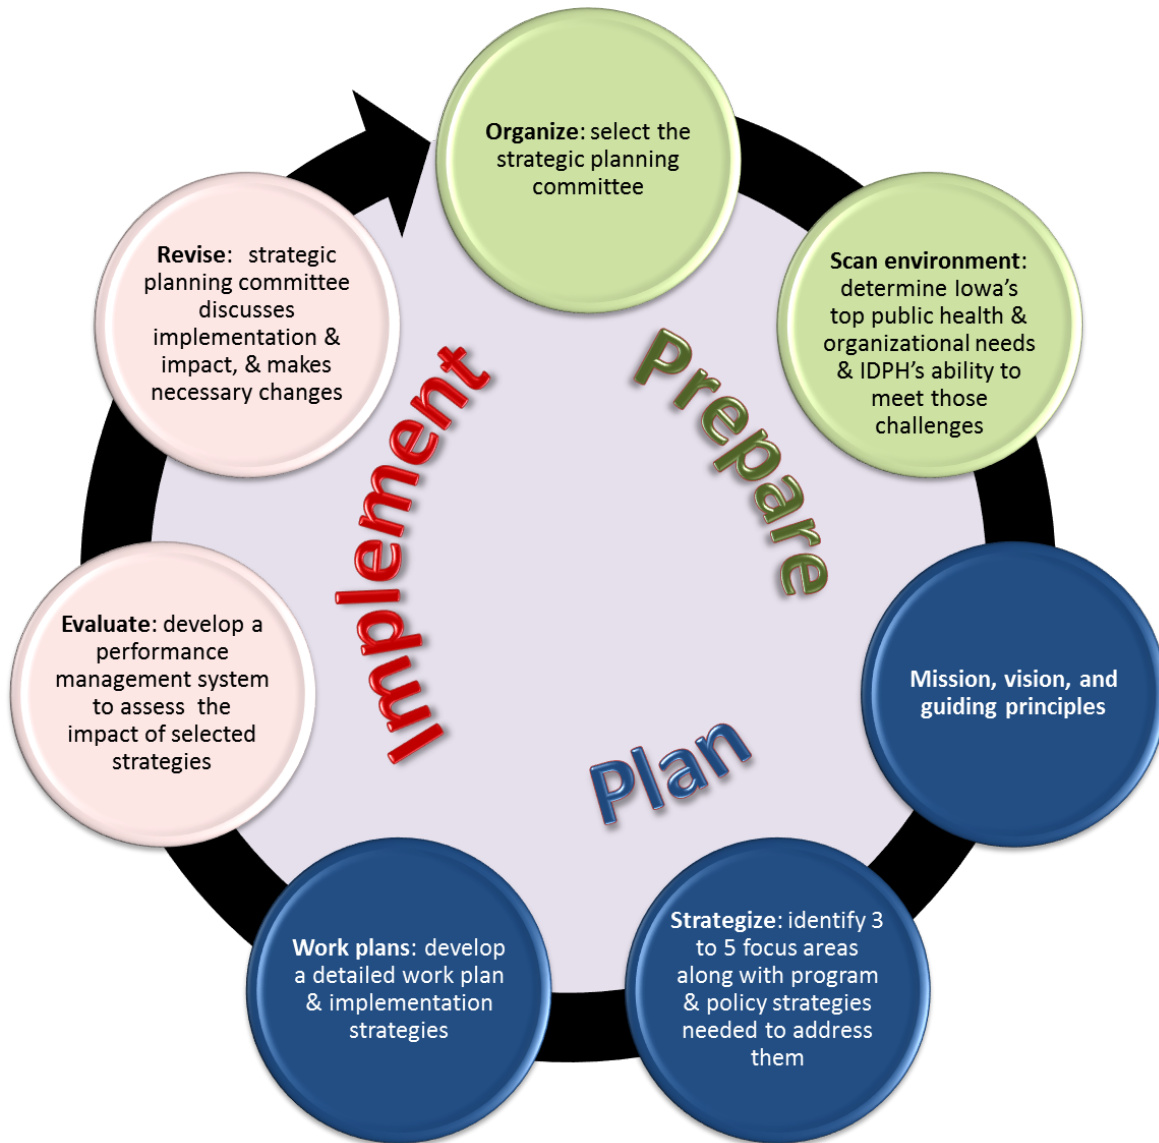 Organize: select the
strategic planning
committee
Scan environment:
determine Iowa’s
top public health &
organizational needs
& IDPH’s ability to
meet those
challenges
Mission, vision, and
guiding principles
Strategize: identify 3
to 5 focus areas
along with program
& policy strategies
needed to address
them
Work plans: develop
a detailed work plan
& implementation
strategies
Evaluate: develop a
performance
management system
to assess the
impact of selected
strategies
Revise: strategic
planning committee
discusses
implementation &
impact, & makes
necessary changes
Prepare
Plan
Implement